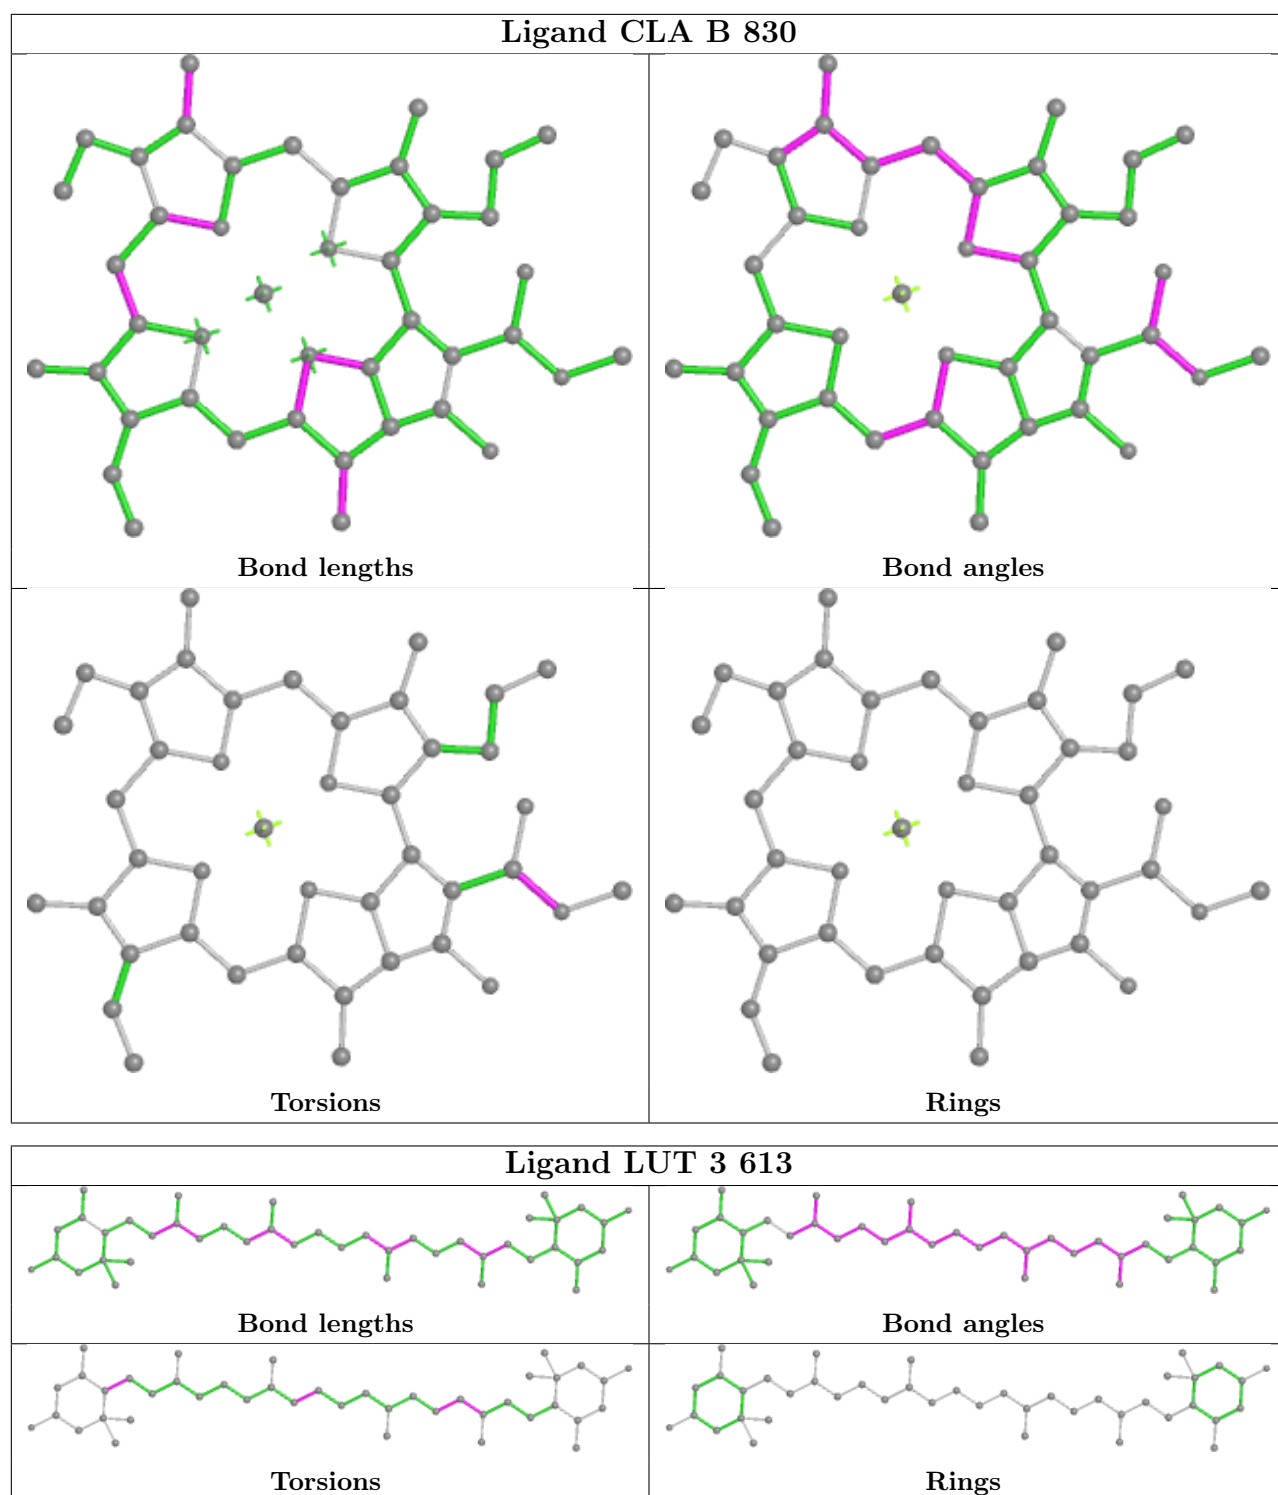 Ligand CLA B 830
Bond lengths
Bond angles
Torsions
Rings
Ligand LUT 3 613
Bond lengths
Bond angles
Torsions
Rings